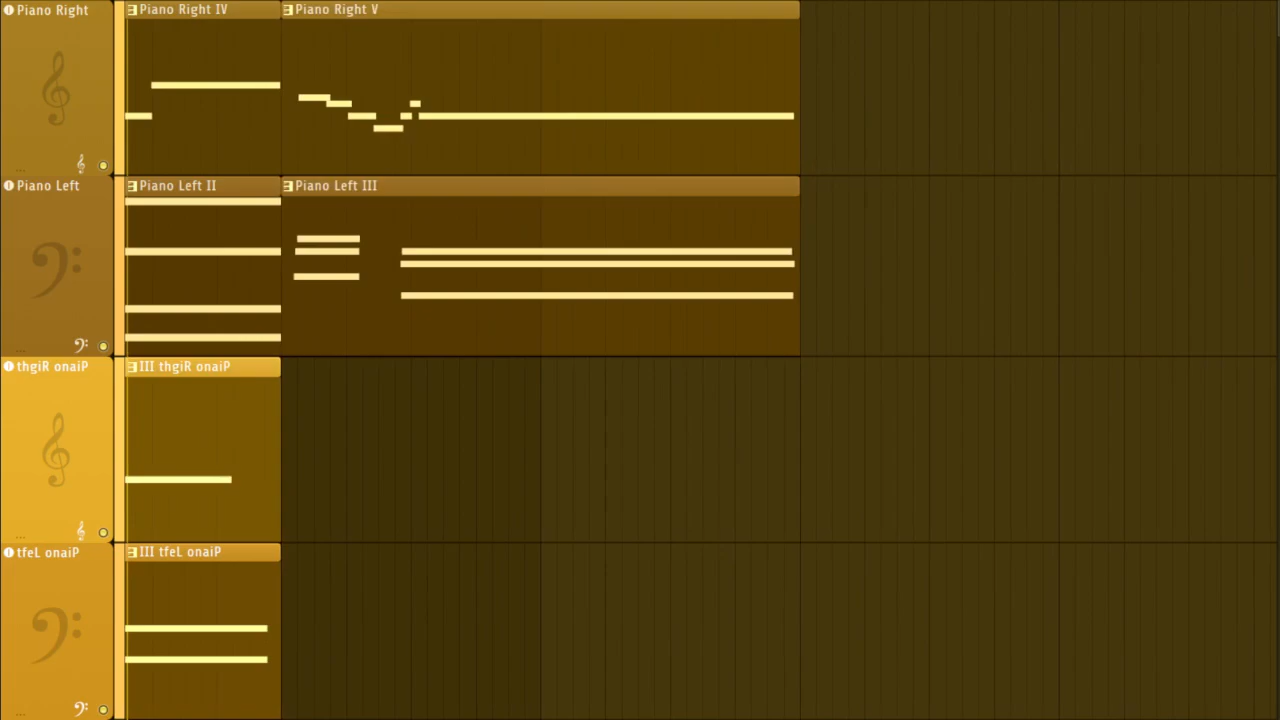 Piano Right
Piano Right IV
Piano Right V
Piano Left
Piano Left II
Piano Left III
thgiR onaiP
III thgiR onaiP
tfeL onaiP
III tfeL onaiP